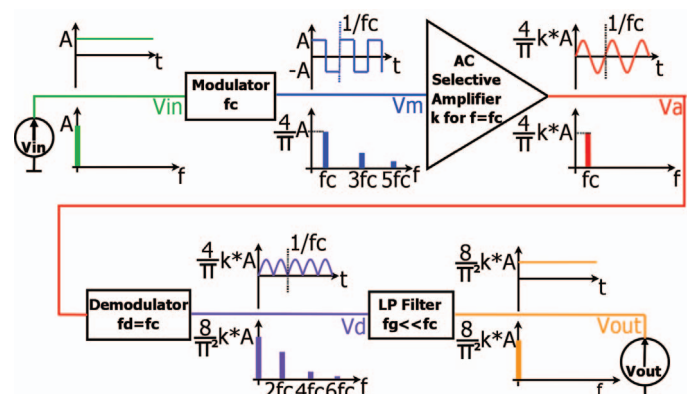 A
t
A
f
Vin
Vin
Modulator
fc
A
-A
1/fc
t
Vm
4/π A
fc 3fc 5fc f
AC
Selective
Amplifier
k for f=fc
4/π k*A
t
Va
4/π k*A
fc
f
Demodulator
fd=fc
4/π k*A
1/fc
t
Vd
8/π² k*A
2fc 4fc 6fc f
LP Filter
fg<<fc
8/π² k*A
t
Vout
8/π² k*A
f
Vout